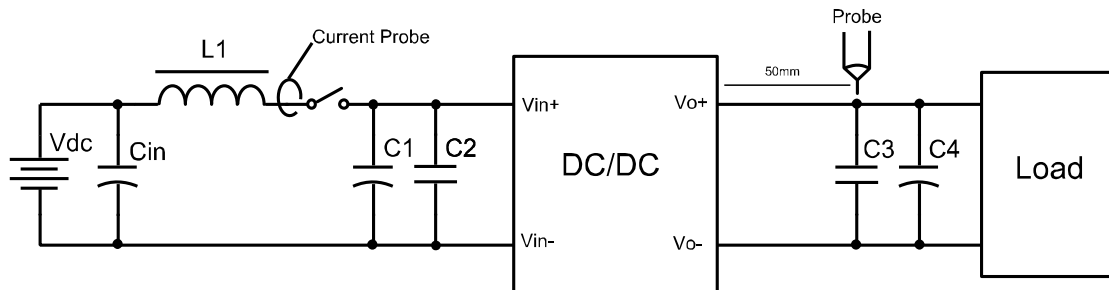 Probe
L1
Current Probe
50mm
Vin+
Vo+
Vdc
Cin
C1
C2
DC/DC
C3
C4
Load
Vin-
Vo-